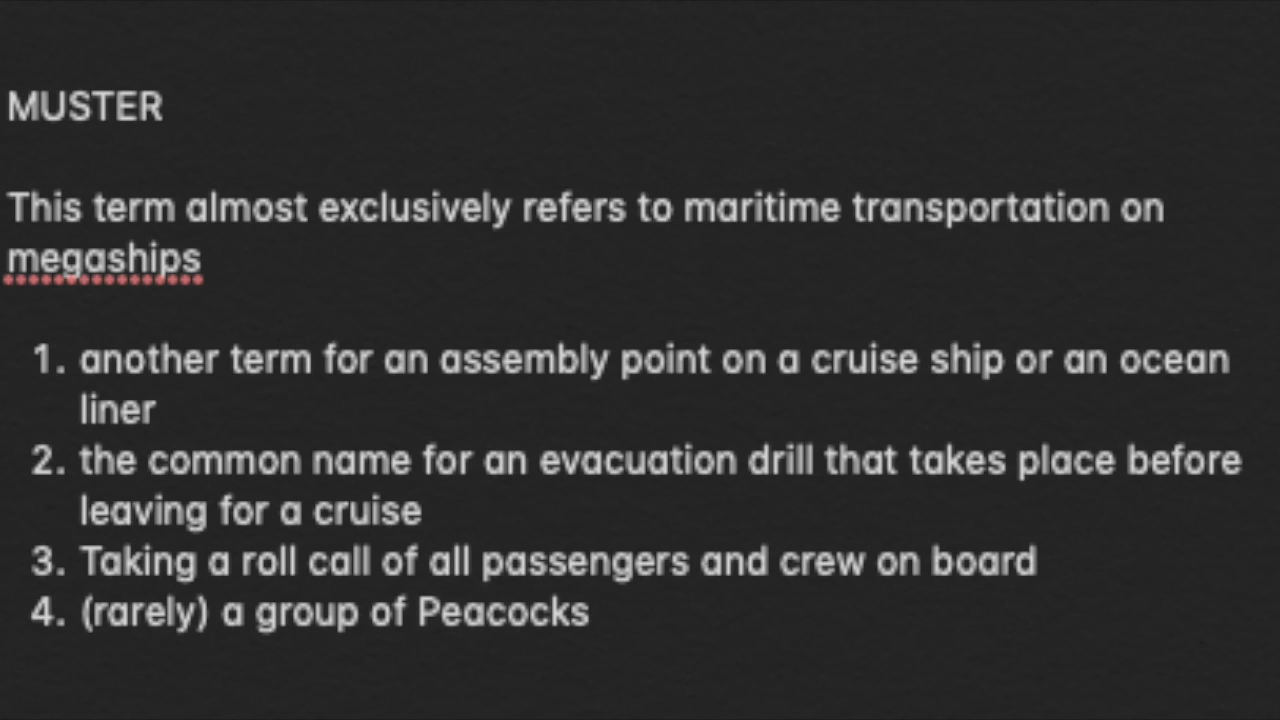 MUSTER
This term almost exclusively refers to maritime transportation on
megaships
1. another term for an assembly point on a cruise ship or an ocean
liner
2. the common name for an evacuation drill that takes place before
leaving for a cruise
3. Taking a roll call of all passengers and crew on board
4. (rarely) a group of Peacocks